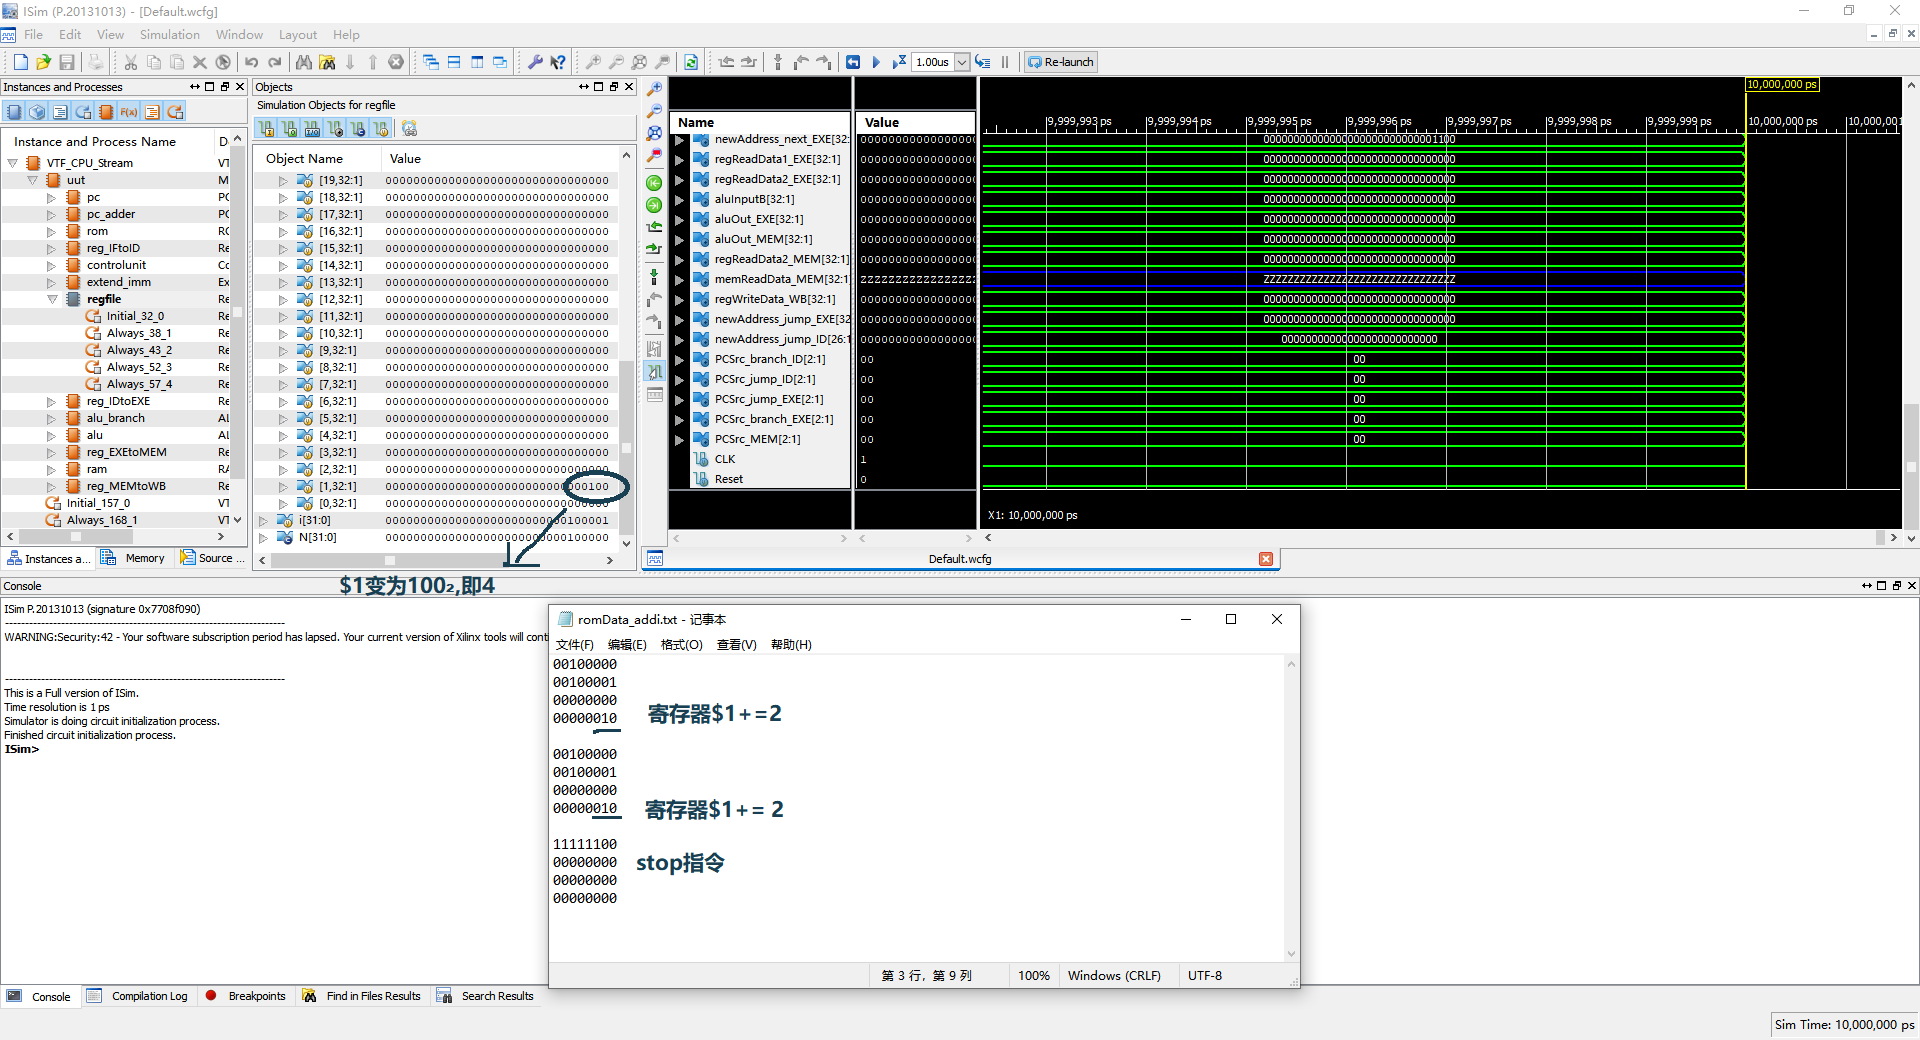 ISim (P.20131013) - [Default.wcfg]
File Edit View Simulation Window Layout Help
1.00us Re-launch
Instances and Processes
Instance and Process Name D
VTF_CPU_Stream VT
uut M
pc PC
pc_adder PC
rom RC
reg_IFtoID Re
controlunit Co
extend_imm Ex
regfile Re
Initial_32_0 Re
Always_38_1 Re
Always_43_2 Re
Always_52_3 Re
Always_57_4 Re
reg_IDtoEXE Re
alu_branch AL
alu AL
reg_EXEtoMEM Re
ram RA
reg_MEMtoWB Re
Initial_157_0 VT
Always_168_1 VT
Instances a... Memory Source ...
Objects
Simulation Objects for regfile
Object Name Value
[19,32:1] 00000000000000000000000000000000
[18,32:1] 00000000000000000000000000000000
[17,32:1] 00000000000000000000000000000000
[16,32:1] 00000000000000000000000000000000
[15,32:1] 00000000000000000000000000000000
[14,32:1] 00000000000000000000000000000000
[13,32:1] 00000000000000000000000000000000
[12,32:1] 00000000000000000000000000000000
[11,32:1] 00000000000000000000000000000000
[10,32:1] 00000000000000000000000000000000
[9,32:1] 00000000000000000000000000000000
[8,32:1] 00000000000000000000000000000000
[7,32:1] 00000000000000000000000000000000
[6,32:1] 00000000000000000000000000000000
[5,32:1] 00000000000000000000000000000000
[4,32:1] 00000000000000000000000000000000
[3,32:1] 00000000000000000000000000000000
[2,32:1] 00000000000000000000000000000000
[1,32:1] 00000000000000000000000000000100
[0,32:1] 00000000000000000000000000000000
i[31:0] 00000000000000000000000000100001
N[31:0] 00000000000000000000000000100000
$1变为100₂,即4
Name Value
newAddress_next_EXE[32:
regReadData1_EXE[32:1]
regReadData2_EXE[32:1]
aluInputB[32:1]
aluOut_EXE[32:1]
aluOut_MEM[32:1]
regReadData2_MEM[32:1]
memReadData_MEM[32:1]
regWriteData_WB[32:1]
newAddress_jump_EXE[32
newAddress_jump_ID[26:1
PCSrc_branch_ID[2:1] 00
PCSrc_jump_ID[2:1] 00
PCSrc_jump_EXE[2:1] 00
PCSrc_branch_EXE[2:1] 00
PCSrc_MEM[2:1] 00
CLK 1
Reset 0
10,000,000 ps
9,999,993 ps 9,999,994 ps 9,999,995 ps 9,999,996 ps 9,999,997 ps 9,999,998 ps 9,999,999 ps 10,000,000 ps 10,000,001
00000000000000000000000000001100
00000000000000000000000000000000
00000000000000000000000000000000
00000000000000000000000000000000
00000000000000000000000000000000
00000000000000000000000000000000
00000000000000000000000000000000
ZZZZZZZZZZZZZZZZZZZZZZZZZZZZZZZZ
00000000000000000000000000000000
00000000000000000000000000000000
00000000000000000000000000
00
00
00
00
00
X1: 10,000,000 ps
Default.wcfg
Console
ISim P.20131013 (signature 0x7708f090)
WARNING:Security:42 - Your software subscription period has lapsed. Your current version of Xilinx tools will conti
This is a Full version of ISim.
Time resolution is 1 ps
Simulator is doing circuit initialization process.
Finished circuit initialization process.
ISim>
romData_addi.txt - 记事本
文件(F) 编辑(E) 格式(O) 查看(V) 帮助(H)
00100000
00100001
00000000
00000010 寄存器$1+=2
00100000
00100001
00000000
00000010 寄存器$1+= 2
11111100
00000000 stop指令
00000000
00000000
第 3 行，第 9 列 100% Windows (CRLF) UTF-8
Console Compilation Log Breakpoints Find in Files Results Search Results
Sim Time: 10,000,000 ps